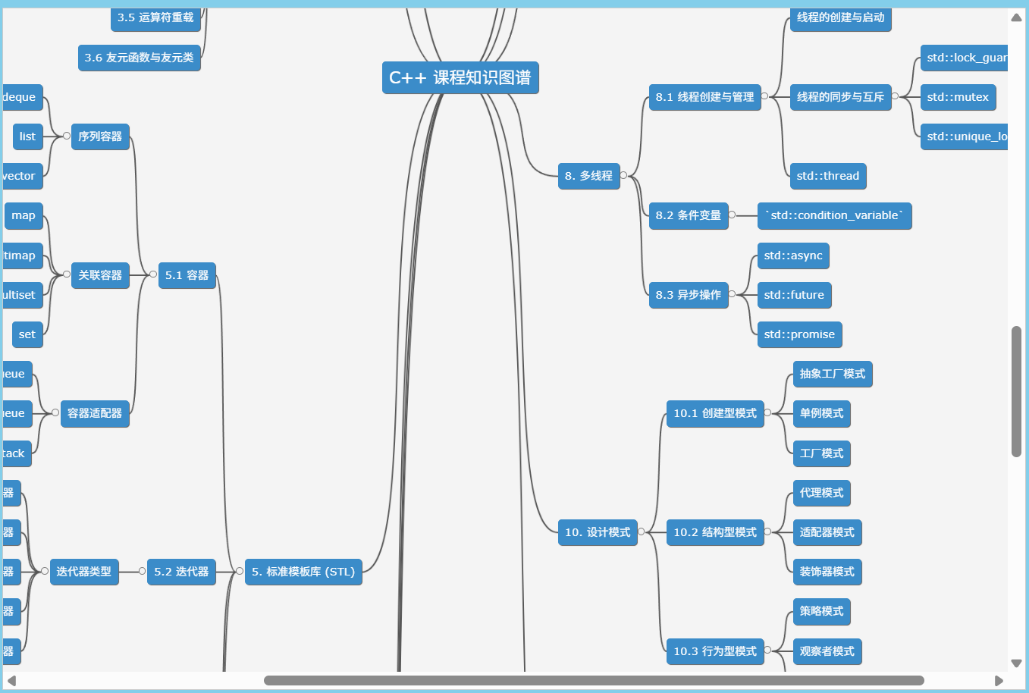 3.5 运算符重载
3.6 友元函数与友元类
C++ 课程知识图谱
deque
list
vector
序列容器
map
timap
ultiset
set
关联容器
5.1 容器
ueue
ueue
tack
容器适配器
器
器
器
器
器
迭代器类型
5.2 迭代器
5. 标准模板库 (STL)
线程的创建与启动
8.1 线程创建与管理
线程的同步与互斥
std::lock_guar
std::mutex
std::unique_lo
std::thread
8. 多线程
8.2 条件变量
`std::condition_variable`
8.3 异步操作
std::async
std::future
std::promise
10. 设计模式
10.1 创建型模式
抽象工厂模式
单例模式
工厂模式
10.2 结构型模式
代理模式
适配器模式
装饰器模式
10.3 行为型模式
策略模式
观察者模式